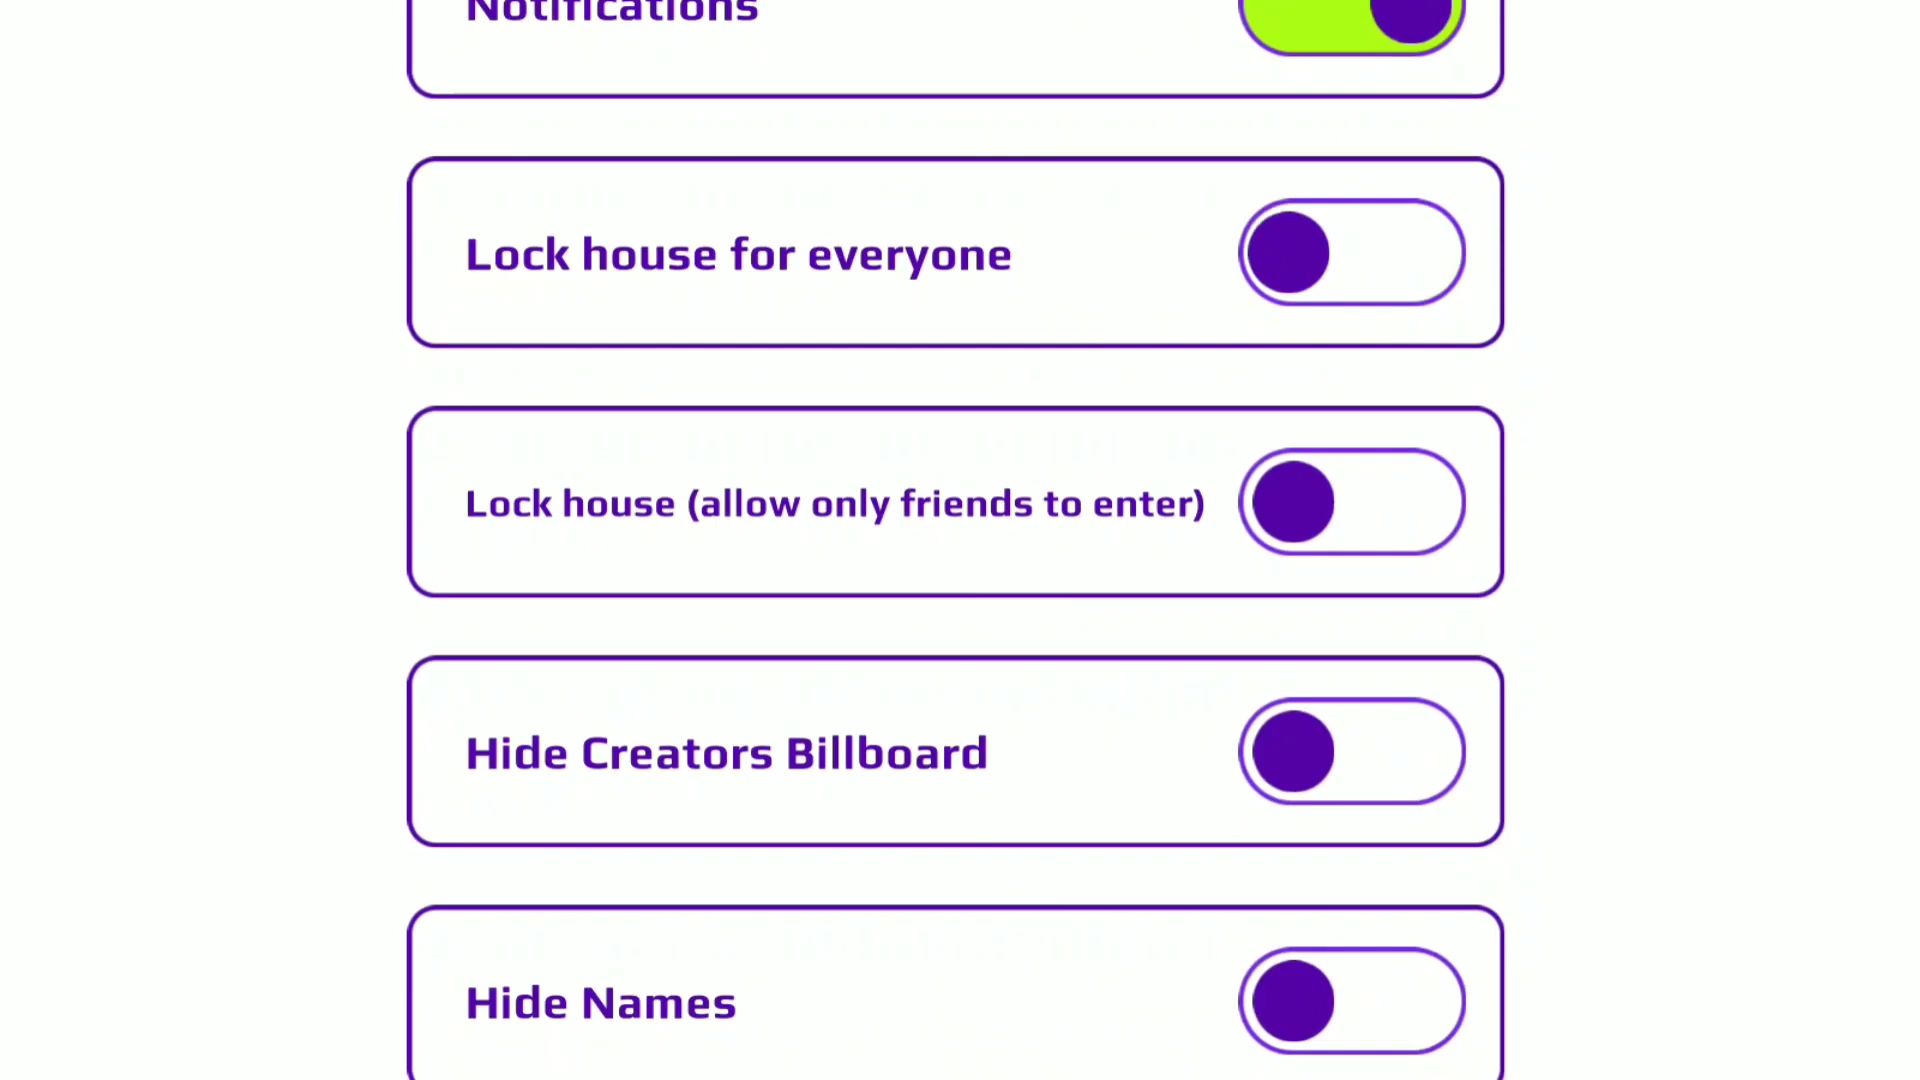 Notifications
Lock house for everyone
Lock house (allow only friends to enter)
Hide Creators Billboard
Hide Names